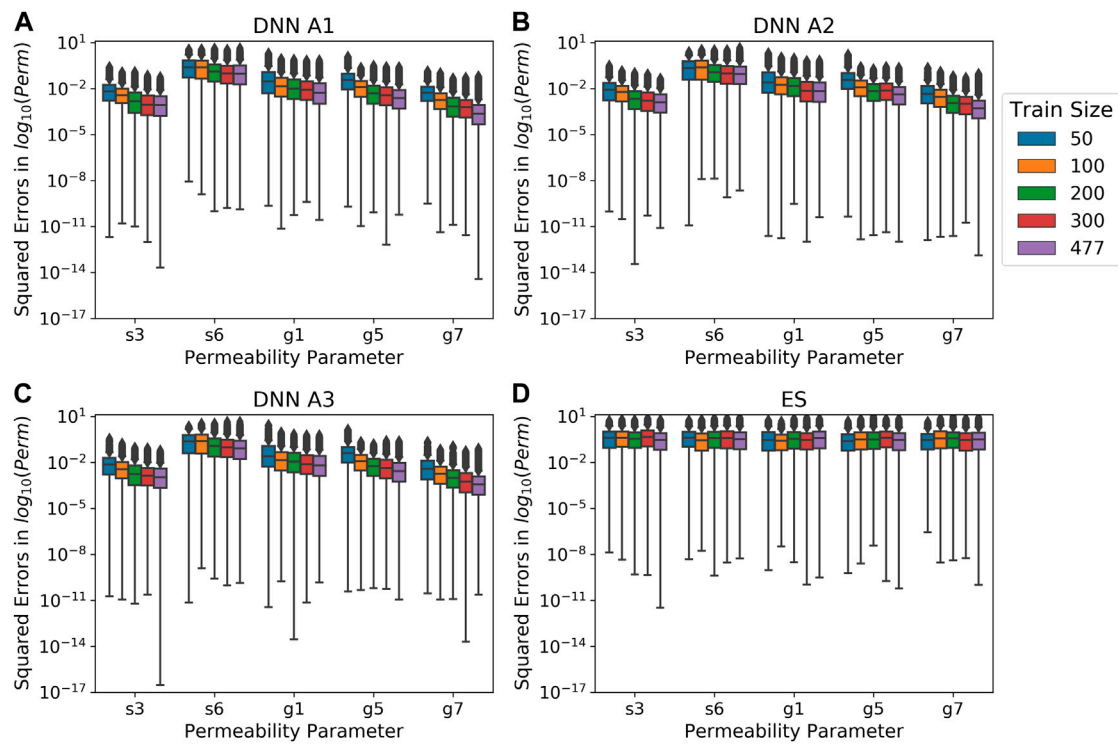 A
DNN A1
Squared Errors in log10(Perm)
10^1
10^-2
10^-5
10^-8
10^-11
10^-14
10^-17
s3 s6 g1 g5 g7
Permeability Parameter
B
DNN A2
Squared Errors in log10(Perm)
10^1
10^-2
10^-5
10^-8
10^-11
10^-14
10^-17
s3 s6 g1 g5 g7
Permeability Parameter
Train Size
50
100
200
300
477
C
DNN A3
Squared Errors in log10(Perm)
10^1
10^-2
10^-5
10^-8
10^-11
10^-14
10^-17
s3 s6 g1 g5 g7
Permeability Parameter
D
ES
Squared Errors in log10(Perm)
10^1
10^-2
10^-5
10^-8
10^-11
10^-14
10^-17
s3 s6 g1 g5 g7
Permeability Parameter